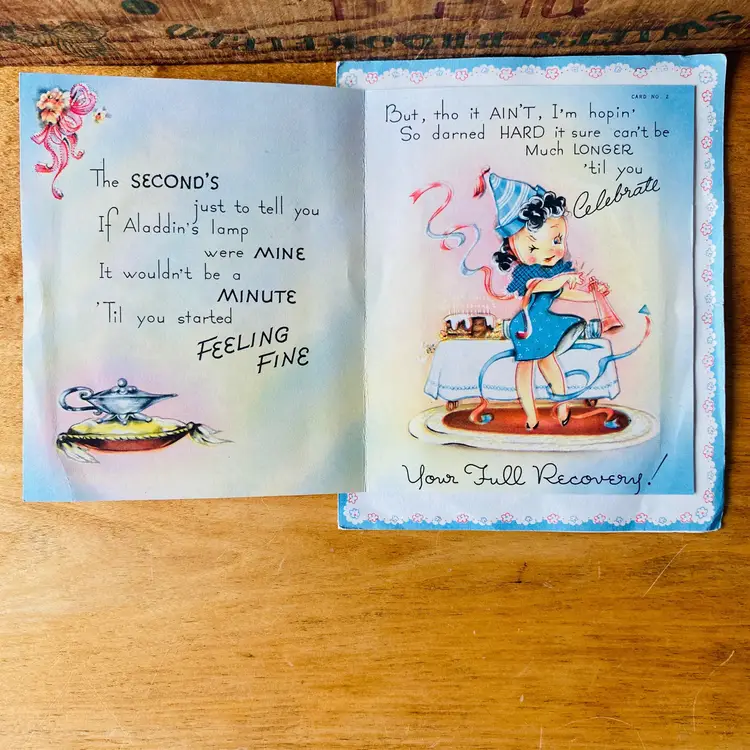 The SECOND'S
just to tell you
If Aladdin's lamp
were MINE
It wouldn't be a
MINUTE
'Til you started
FEELING
FINE
CARD NO. 2
But, tho it AIN'T, I'm hopin'
So darned HARD it sure can't be
Much LONGER
'til you
Celebrate
Your Full Recovery!